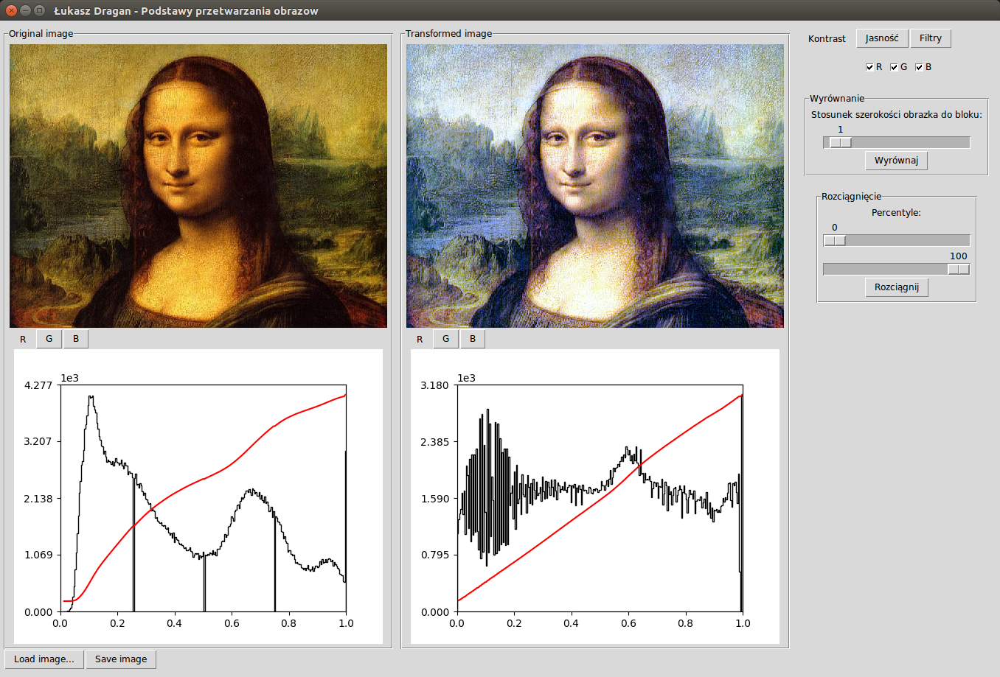 Łukasz Dragan - Podstawy przetwarzania obrazow
Original image
R G B
1e3
4.277
3.207
2.138
1.069
0.000
0.0 0.2 0.4 0.6 0.8 1.0
Load image... Save image
Transformed image
R G B
1e3
3.180
2.385
1.590
0.795
0.000
0.0 0.2 0.4 0.6 0.8 1.0
Kontrast Jasność Filtry
R G B
Wyrównanie
Stosunek szerokości obrazka do bloku:
1
Wyrównaj
Rozciągnięcie
Percentyle:
0
100
Rozciągnij